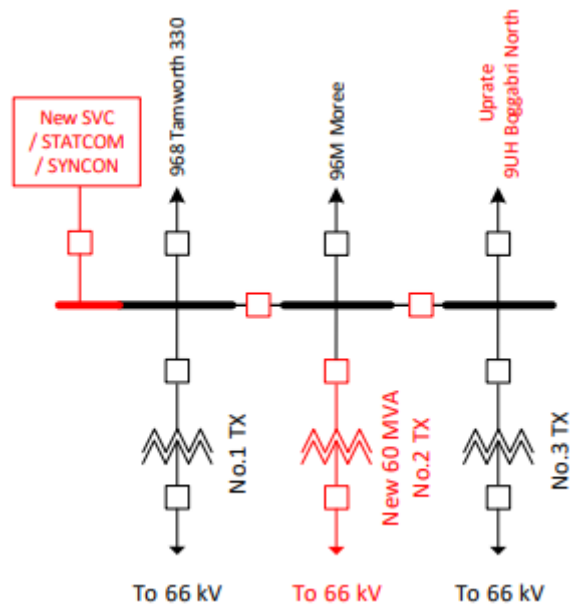 New SVC
/ STATCOM
/ SYNCON
968 Tamworth 330
96M Moree
Uprate
9UH Boggabri North
No.1 TX
New 60 MVA
No.2 TX
No.3 TX
To 66 kV
To 66 kV
To 66 kV